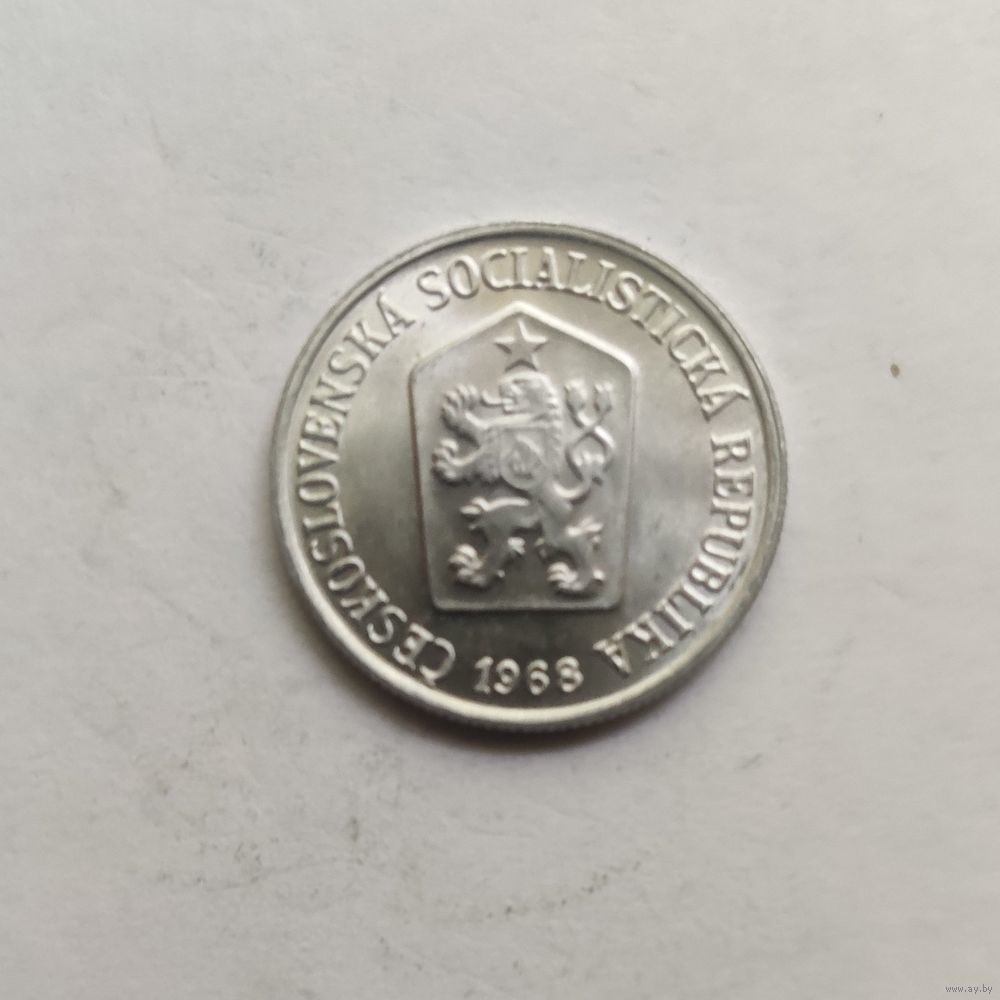 ČESKOSLOVENSKÁ SOCIALISTICKÁ REPUBLIKA
1968
www.ay.by